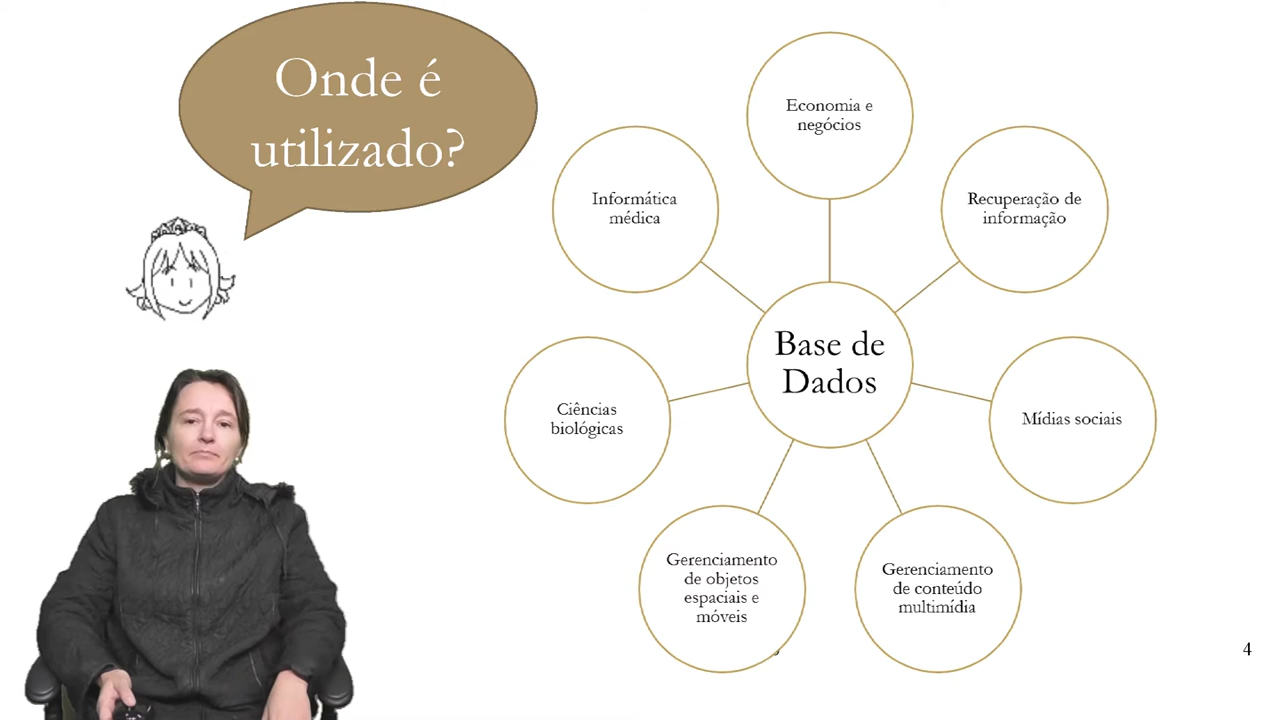 Onde é
utilizado?
Economia e
negócios
Informática
médica
Recuperação de
informação
Base de
Dados
Ciências
biológicas
Mídias sociais
Gerenciamento
de objetos
espaciais e
móveis
Gerenciamento
de conteúdo
multimídia
4